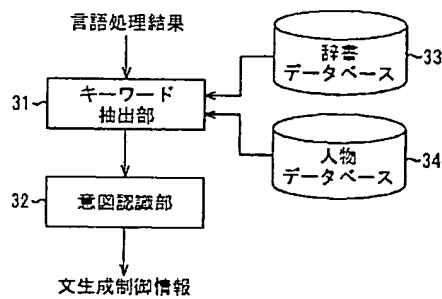 言語処理結果
辞書
データベース
33
31
キーワード
抽出部
人物
データベース
34
32
意図認識部
文生成制御情報